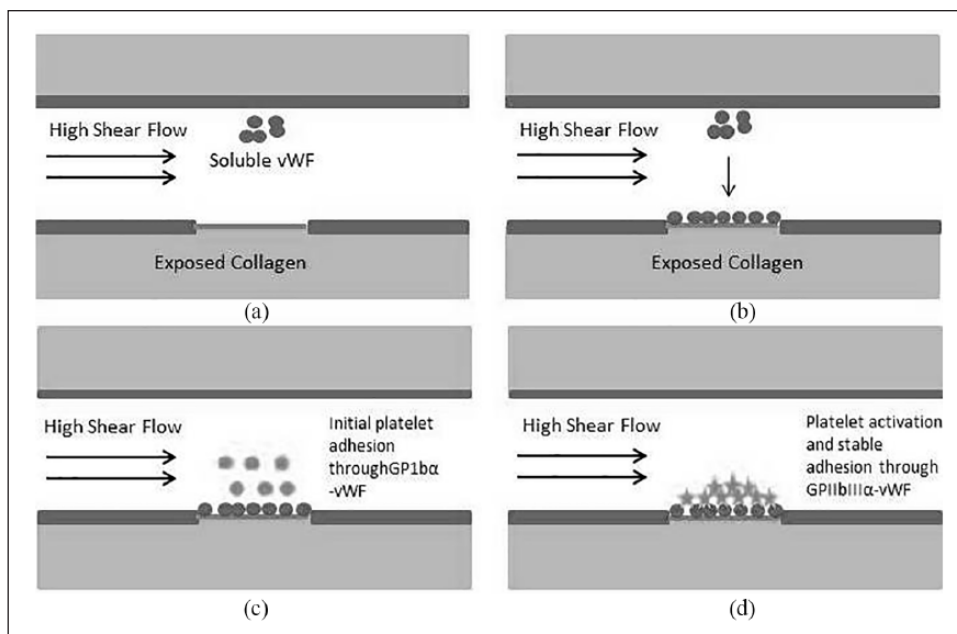 High Shear Flow
Soluble vWF
Exposed Collagen
(a)
High Shear Flow
Exposed Collagen
(b)
High Shear Flow
Initial platelet
adhesion
throughGP1bα
-vWF
(c)
High Shear Flow
Platelet activation
and stable
adhesion through
GPIIbIIIα-vWF
(d)